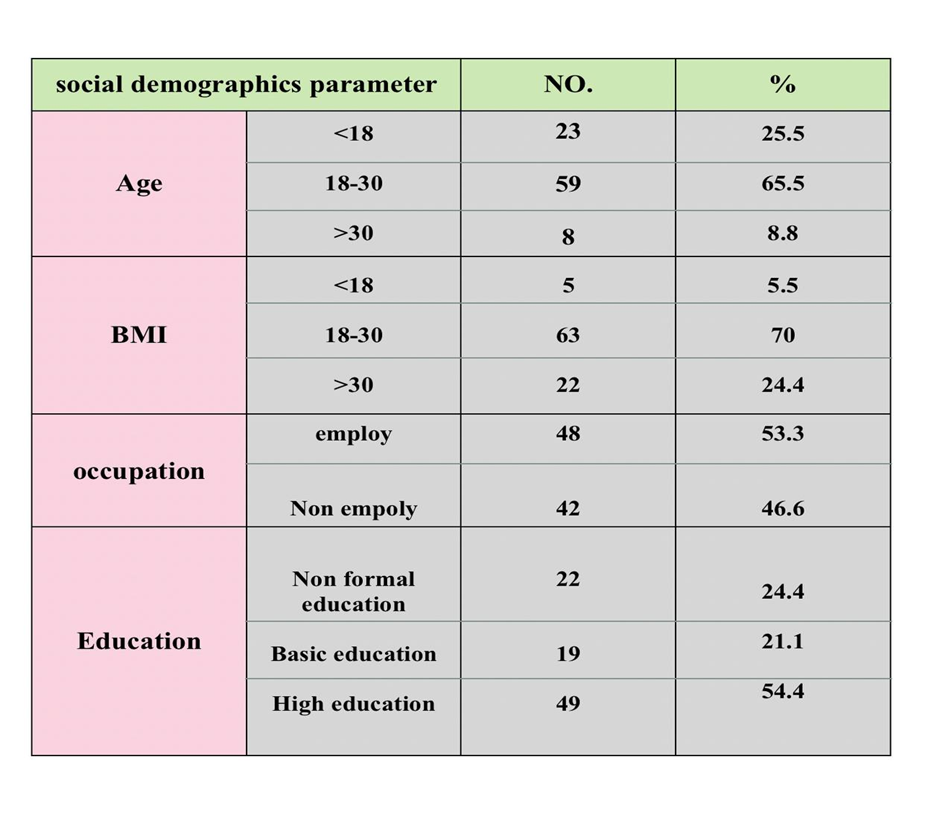 social demographics parameter NO. %
Age
<18 23 25.5
18-30 59 65.5
>30 8 8.8
BMI
<18 5 5.5
18-30 63 70
>30 22 24.4
occupation
employ 48 53.3
Non empoly 42 46.6
Education
Non formal
education 22 24.4
Basic education 19 21.1
High education 49 54.4